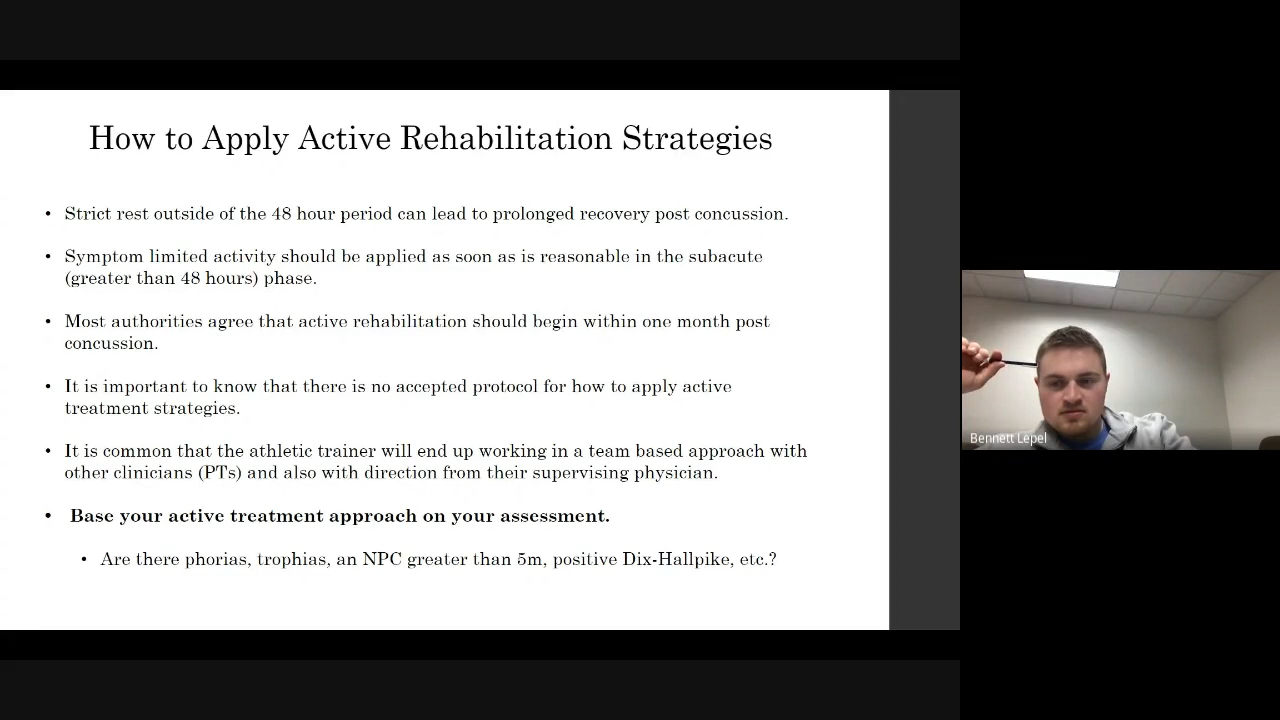 How to Apply Active Rehabilitation Strategies
• Strict rest outside of the 48 hour period can lead to prolonged recovery post concussion.
• Symptom limited activity should be applied as soon as is reasonable in the subacute
(greater than 48 hours) phase.
• Most authorities agree that active rehabilitation should begin within one month post
concussion.
• It is important to know that there is no accepted protocol for how to apply active
treatment strategies.
• It is common that the athletic trainer will end up working in a team based approach with
other clinicians (PTs) and also with direction from their supervising physician.
• Base your active treatment approach on your assessment.
• Are there phorias, trophias, an NPC greater than 5m, positive Dix-Hallpike, etc.?
Bennett Lepel